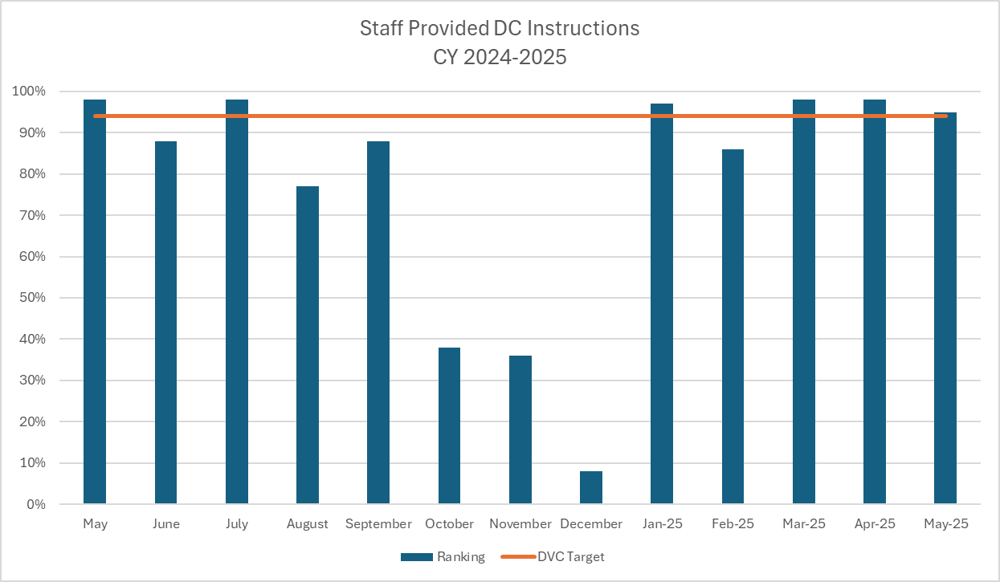 Staff Provided DC Instructions
CY 2024-2025
100%
90%
80%
70%
60%
50%
40%
30%
20%
10%
0%
May June July August September October November December Jan-25 Feb-25 Mar-25 Apr-25 May-25
Ranking DVC Target